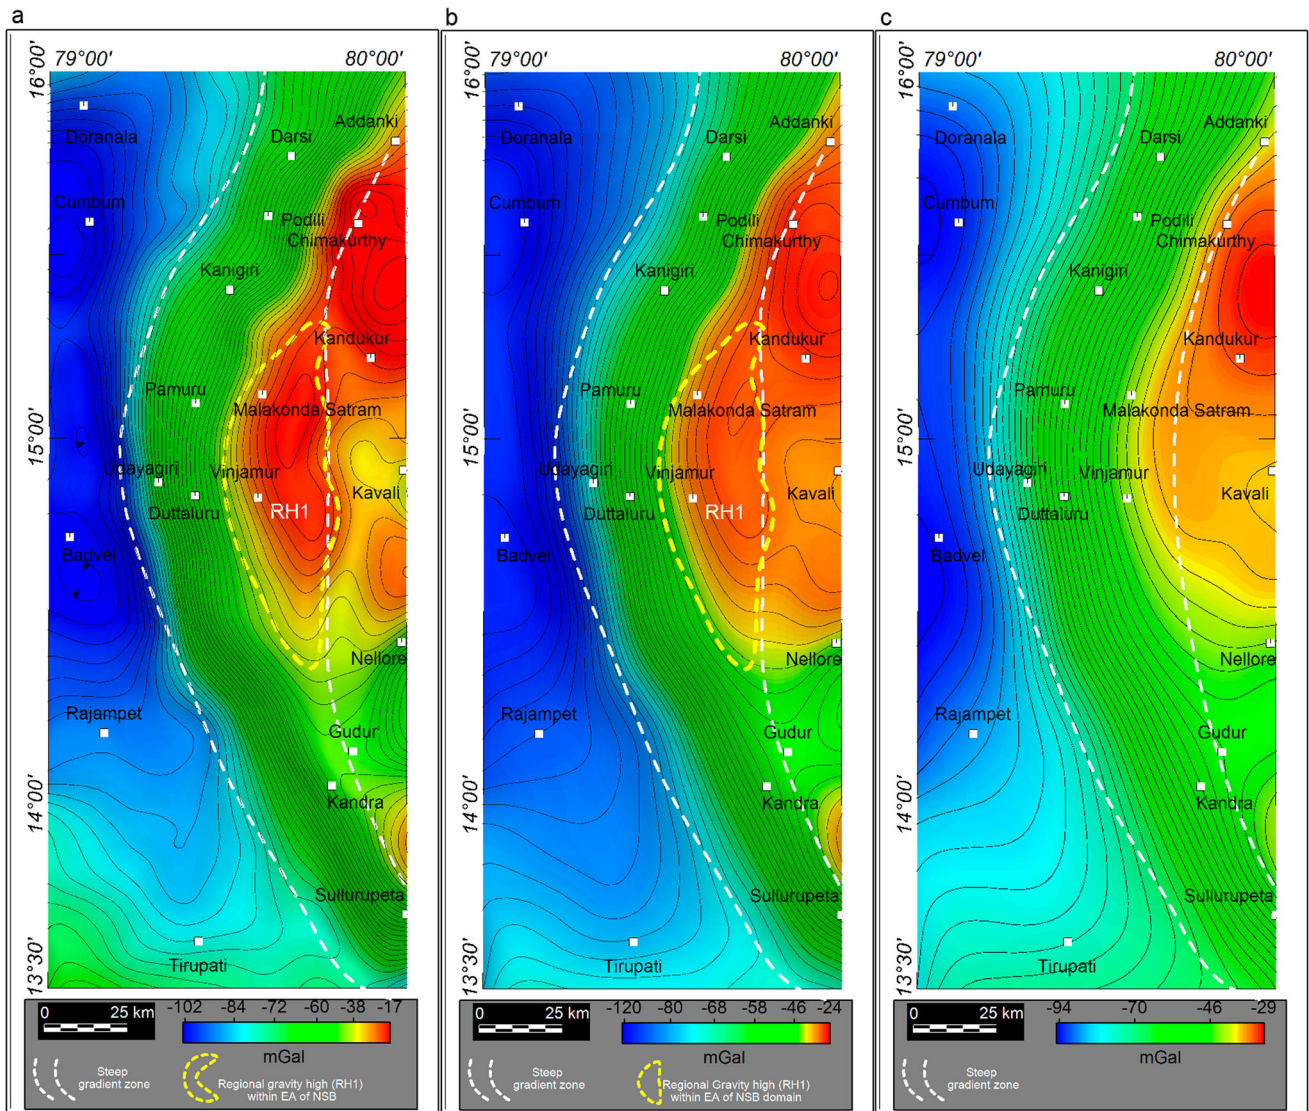 a
79°00'
80°00'
16°00'
Addanki
Doranala
Darsi
Cumbum
Podili
Chimakurthy
Kanigiri
Kandukur
Pamuru
Malakonda Satram
15°00'
Udayagiri
Vinjamur
Kavali
Duttaluru
RH1
Badvel
Nellore
Rajampet
Gudur
14°00'
Kandra
Sullurupeta
Tirupati
13°30'
0 25 km
-102 -84 -60 -38 -17
mGal
Steep
gradient zone
Regional gravity high (RH1)
within EA of NSB
b
79°00'
80°00'
16°00'
Addanki
Doranala
Darsi
Cumbum
Podili
Chimakurthy
Kanigiri
Kandukur
Pamuru
Malakonda Satram
15°00'
Udayagiri
Vinjamur
Kavali
Duttaluru
RH1
Badvel
Nellore
Rajampet
Gudur
14°00'
Kandra
Sullurupeta
Tirupati
13°30'
0 25 km
-120 -80 -58 -44 -24
mGal
Steep
gradient zone
Regional Gravity high (RH1)
within EA of NSB domain
c
79°00'
80°00'
16°00'
Addanki
Doranala
Darsi
Cumbum
Podili
Chimakurthy
Kanigiri
Kandukur
Pamuru
Malakonda Satram
15°00'
Udayagiri
Vinjamur
Kavali
Duttaluru
Badvel
Nellore
Rajampet
Gudur
14°00'
Kandra
Sullurupeta
Tirupati
13°30'
0 25 km
-94 -70 -46 -29
mGal
Steep
gradient zone